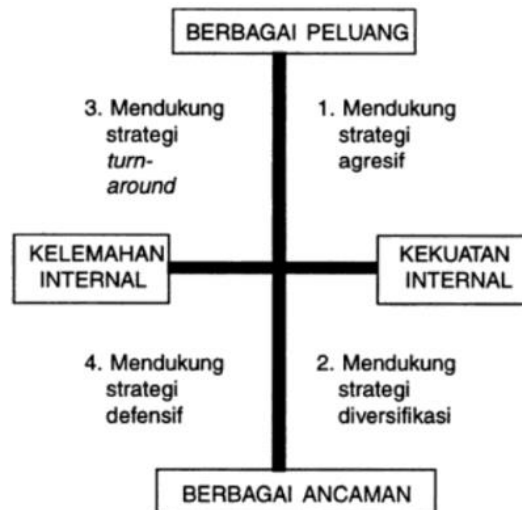 BERBAGAI PELUANG
3. Mendukung
strategi
turn-
around
1. Mendukung
strategi
agresif
KELEMAHAN
INTERNAL
KEKUATAN
INTERNAL
4. Mendukung
strategi
defensif
2. Mendukung
strategi
diversifikasi
BERBAGAI ANCAMAN